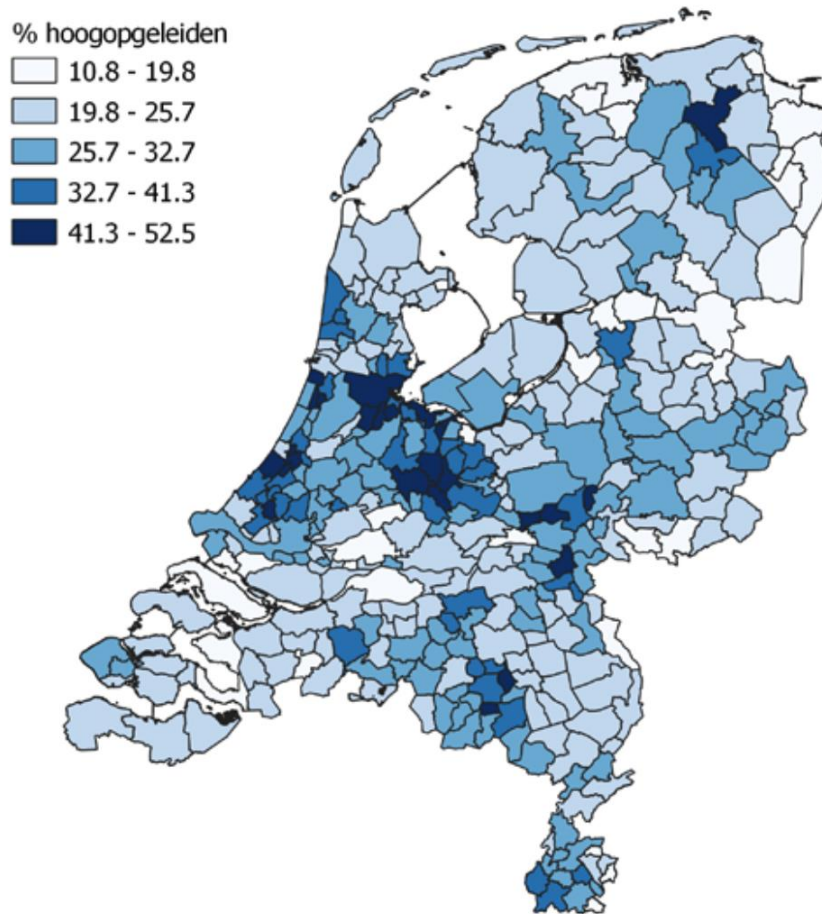 % hoogopgeleiden
10.8 - 19.8
19.8 - 25.7
25.7 - 32.7
32.7 - 41.3
41.3 - 52.5